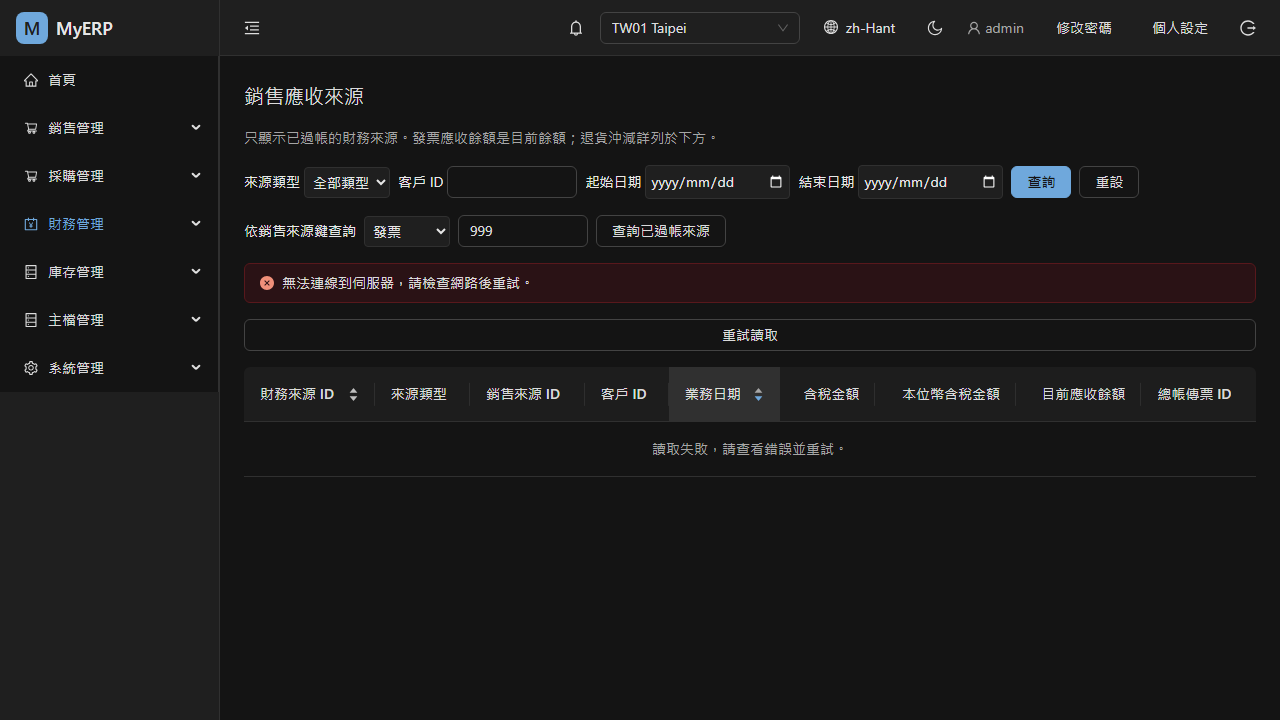 M MyERP
TW01 Taipei
zh-Hant
admin
修改密碼
個人設定
首頁
銷售管理
採購管理
財務管理
庫存管理
主檔管理
系統管理
銷售應收來源
只顯示已過帳的財務來源。發票應收餘額是目前餘額；退貨沖減詳列於下方。
來源類型 全部類型 客戶 ID 起始日期 yyyy/mm/dd 結束日期 yyyy/mm/dd 查詢 重設
依銷售來源鍵查詢 發票 999 查詢已過帳來源
無法連線到伺服器，請檢查網路後重試。
重試讀取
財務來源 ID 來源類型 銷售來源 ID 客戶 ID 業務日期 含稅金額 本位幣含稅金額 目前應收餘額 總帳傳票 ID
讀取失敗，請查看錯誤並重試。